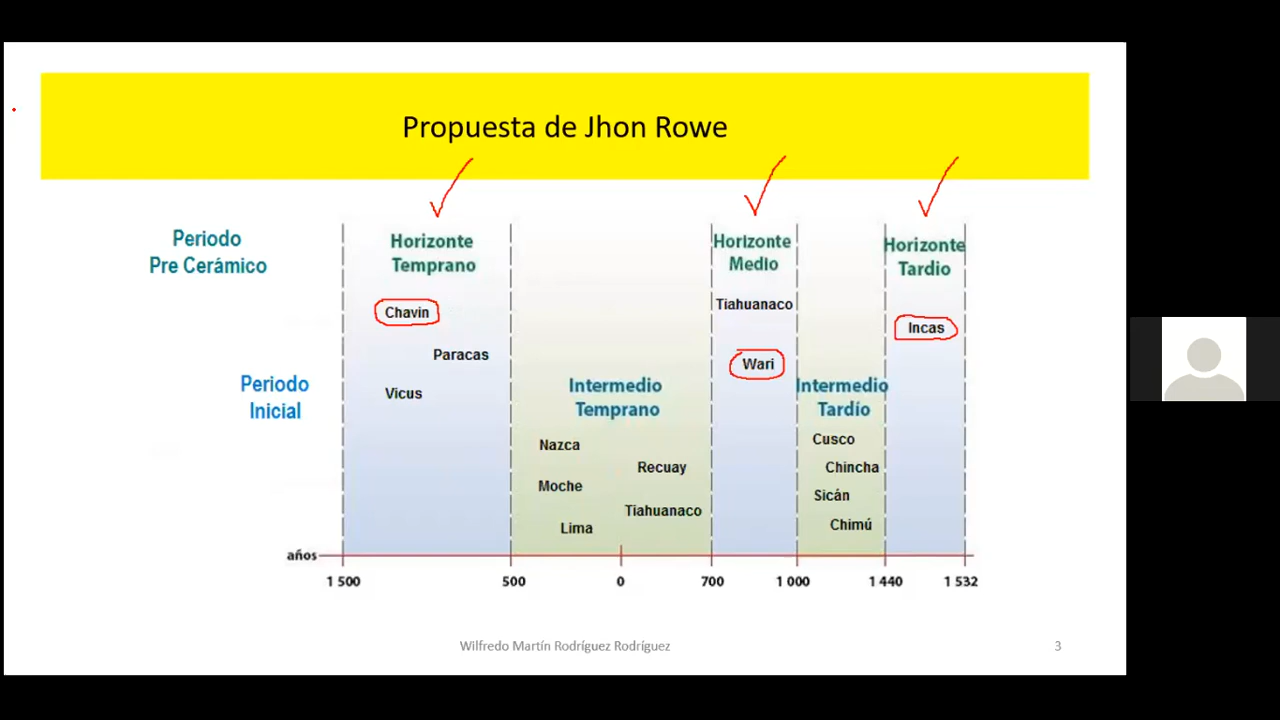 Propuesta de Jhon Rowe
Periodo
Pre Cerámico
Horizonte
Temprano
Horizonte
Medio
Horizonte
Tardio
Chavin
Paracas
Vicus
Tiahuanaco
Wari
Incas
Periodo
Inicial
Intermedio
Temprano
Intermedio
Tardío
Nazca
Recuay
Moche
Tiahuanaco
Lima
Cusco
Chincha
Sicán
Chimú
años
1 500
500
0
700
1 000
1 440
1 532
Wilfredo Martín Rodríguez Rodríguez
3